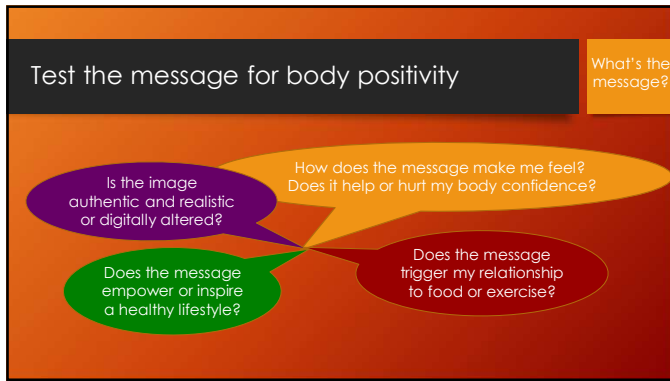 Test the message for body positivity
What's the
message?
How does the message make me feel?
Does it help or hurt my body confidence?
Is the image
authentic and realistic
or digitally altered?
Does the message
trigger my relationship
to food or exercise?
Does the message
empower or inspire
a healthy lifestyle?